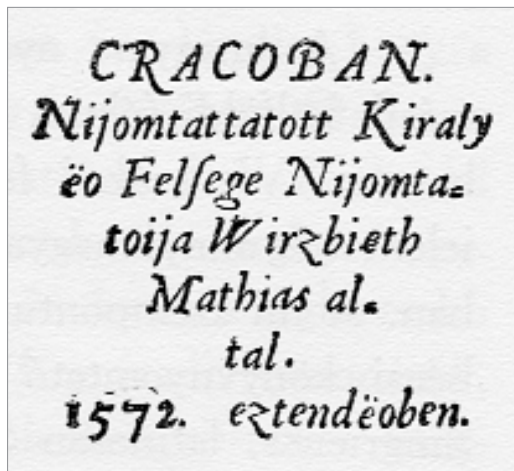 CRACOBAN.
Nijomtattatott Kiraly
ëo Felſege Nijomta-
toija Wirzbieth
Mathias al-
tal.
1572. eztendëoben.